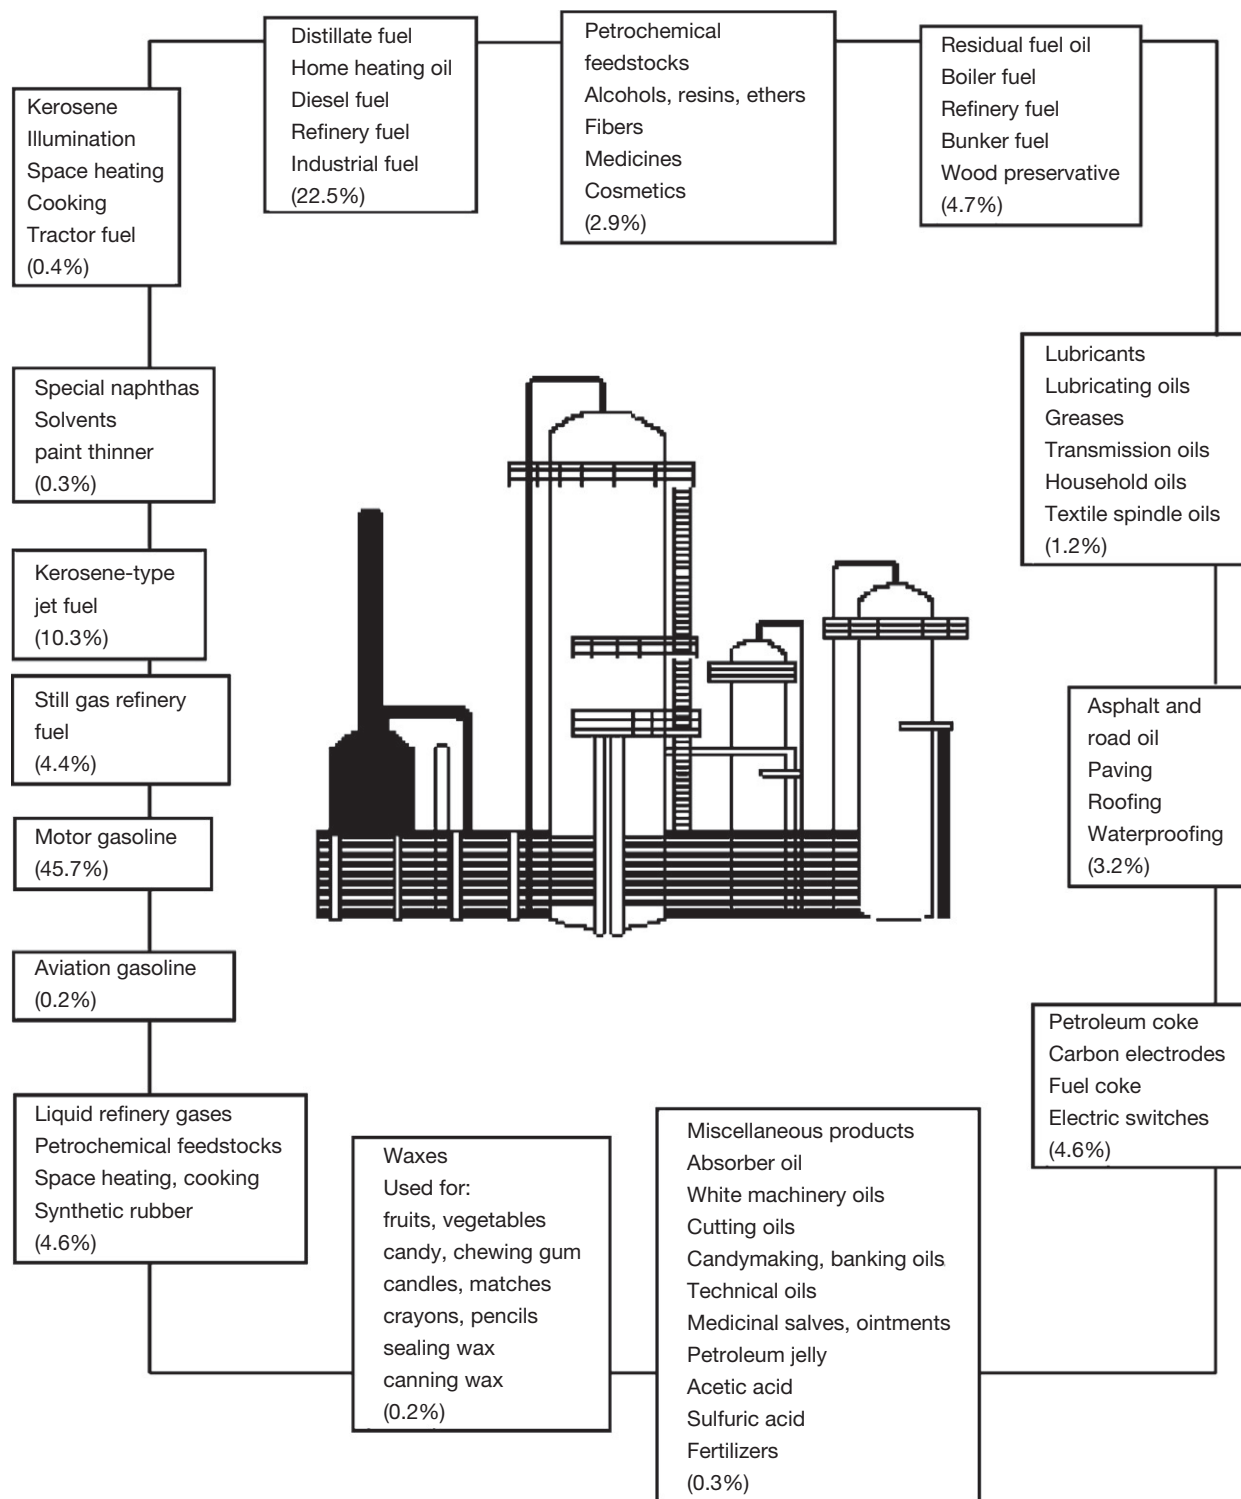 Distillate fuel
Home heating oil
Diesel fuel
Refinery fuel
Industrial fuel
(22.5%)
Petrochemical
feedstocks
Alcohols, resins, ethers
Fibers
Medicines
Cosmetics
(2.9%)
Residual fuel oil
Boiler fuel
Refinery fuel
Bunker fuel
Wood preservative
(4.7%)
Kerosene
Illumination
Space heating
Cooking
Tractor fuel
(0.4%)
Special naphthas
Solvents
paint thinner
(0.3%)
Kerosene-type
jet fuel
(10.3%)
Still gas refinery
fuel
(4.4%)
Motor gasoline
(45.7%)
Aviation gasoline
(0.2%)
Liquid refinery gases
Petrochemical feedstocks
Space heating, cooking
Synthetic rubber
(4.6%)
Waxes
Used for:
fruits, vegetables
candy, chewing gum
candles, matches
crayons, pencils
sealing wax
canning wax
(0.2%)
Miscellaneous products
Absorber oil
White machinery oils
Cutting oils
Candymaking, banking oils
Technical oils
Medicinal salves, ointments
Petroleum jelly
Acetic acid
Sulfuric acid
Fertilizers
(0.3%)
Lubricants
Lubricating oils
Greases
Transmission oils
Household oils
Textile spindle oils
(1.2%)
Asphalt and
road oil
Paving
Roofing
Waterproofing
(3.2%)
Petroleum coke
Carbon electrodes
Fuel coke
Electric switches
(4.6%)